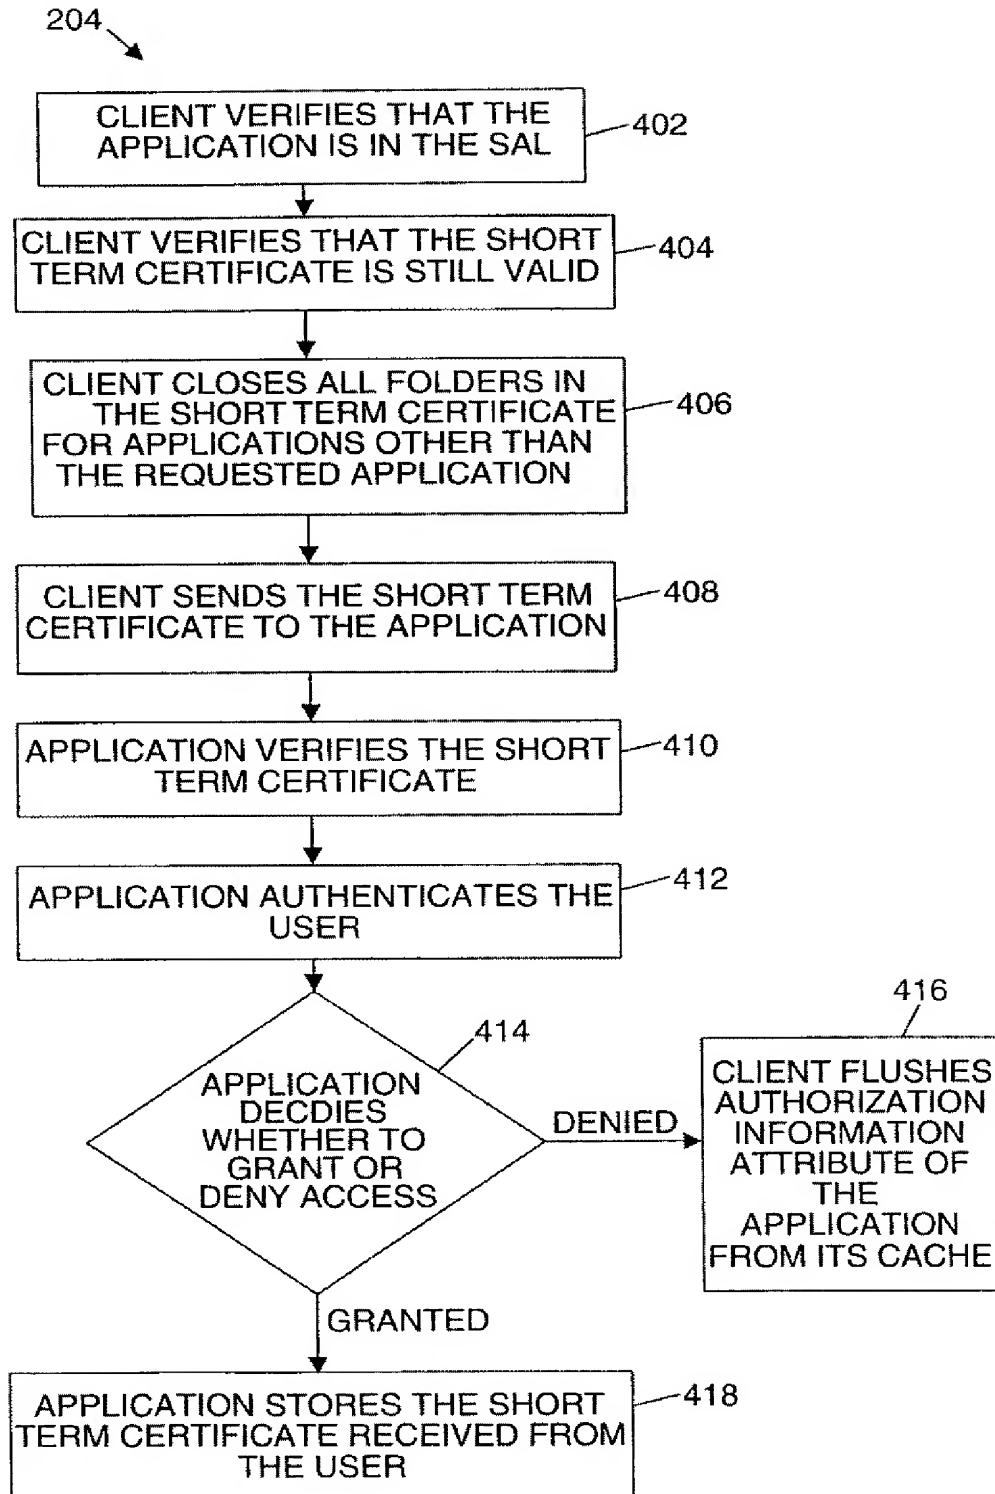 204
CLIENT VERIFIES THAT THE
APPLICATION IS IN THE SAL
402
CLIENT VERIFIES THAT THE SHORT
TERM CERTIFICATE IS STILL VALID
404
CLIENT CLOSES ALL FOLDERS IN
THE SHORT TERM CERTIFICATE
FOR APPLICATIONS OTHER THAN
THE REQUESTED APPLICATION
406
CLIENT SENDS THE SHORT TERM
CERTIFICATE TO THE APPLICATION
408
APPLICATION VERIFIES THE SHORT
TERM CERTIFICATE
410
APPLICATION AUTHENTICATES THE
USER
412
APPLICATION
DECDIES
WHETHER TO
GRANT OR
DENY ACCESS
414
DENIED
416
CLIENT FLUSHES
AUTHORIZATION
INFORMATION
ATTRIBUTE OF
THE
APPLICATION
FROM ITS CACHE
GRANTED
APPLICATION STORES THE SHORT
TERM CERTIFICATE RECEIVED FROM
THE USER
418